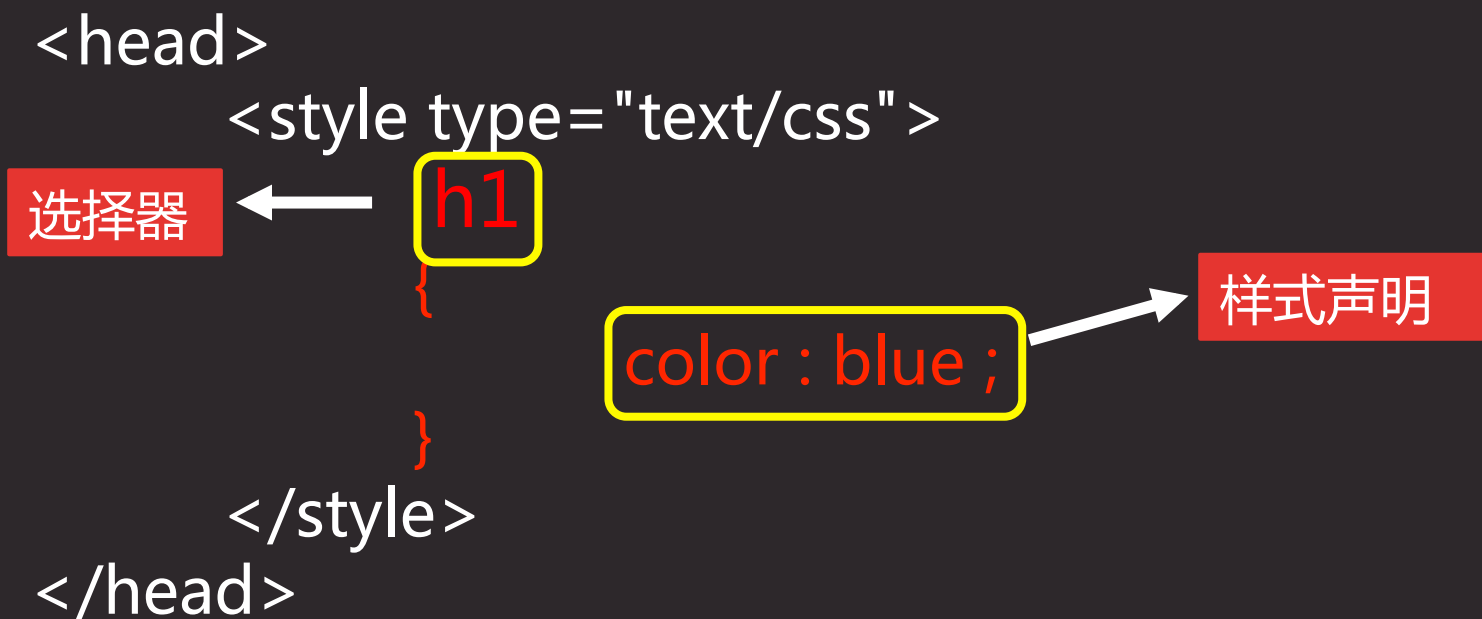 <head>
<style type="text/css">
选择器
h1
{
样式声明
color : blue ;
}
</style>
</head>